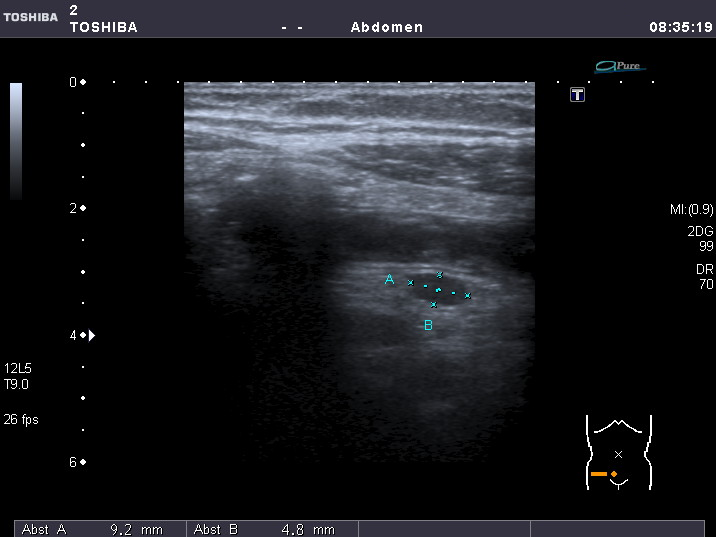 TOSHIBA
2
TOSHIBA - - Abdomen 08:35:19
Pure
T
0
2
4
6
MI:(0.9)
2DG
99
DR
70
12L5
T9.0
26 fps
A
B
Abst A 9.2 mm Abst B 4.8 mm